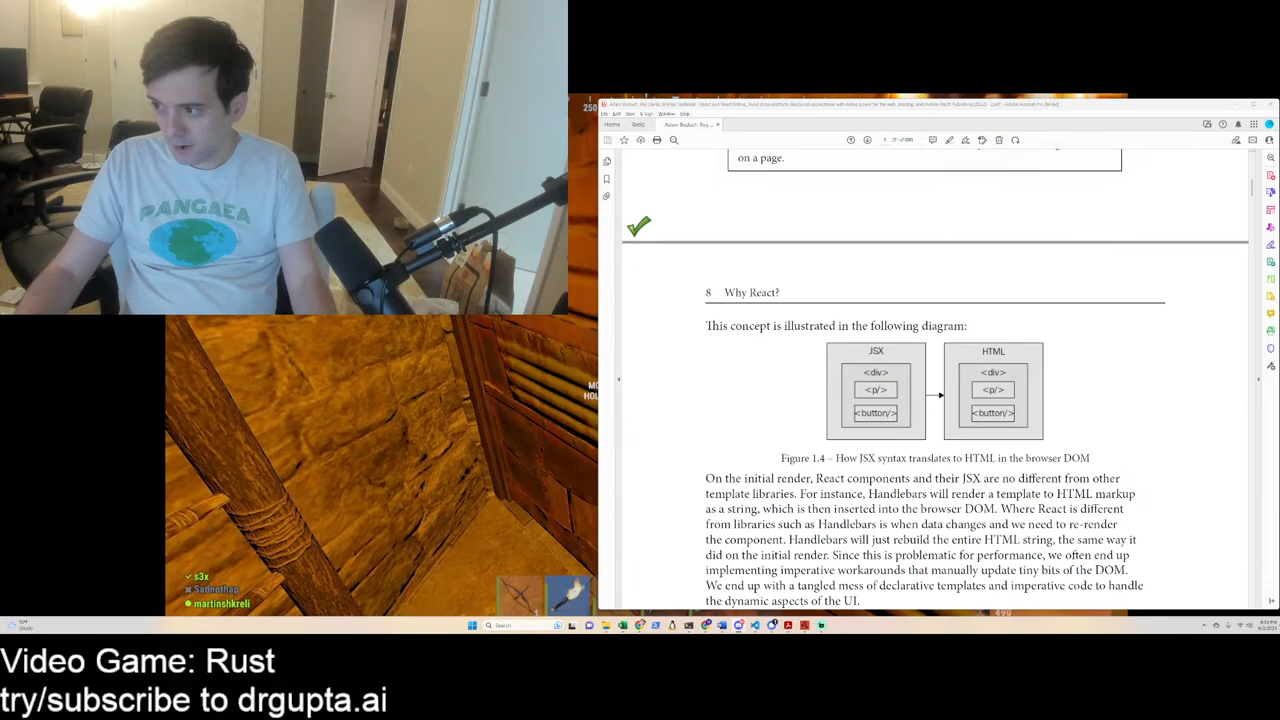 PANGAEA
250
Home
Tools
Adam Boduch; Roy ...
on a page.
8 Why React?
This concept is illustrated in the following diagram:
JSX
<div>
<p/>
<button/>
HTML
<div>
<p/>
<button/>
Figure 1.4 – How JSX syntax translates to HTML in the browser DOM
On the initial render, React components and their JSX are no different from other
template libraries. For instance, Handlebars will render a template to HTML markup
as a string, which is then inserted into the browser DOM. Where React is different
from libraries such as Handlebars is when data changes and we need to re-render
the component. Handlebars will just rebuild the entire HTML string, the same way it
did on the initial render. Since this is problematic for performance, we often end up
implementing imperative workarounds that manually update tiny bits of the DOM.
We end up with a tangled mess of declarative templates and imperative code to handle
the dynamic aspects of the UI.
s3x
Sadnothap
martinshkreli
490
Search
Video Game: Rust
try/subscribe to drgupta.ai